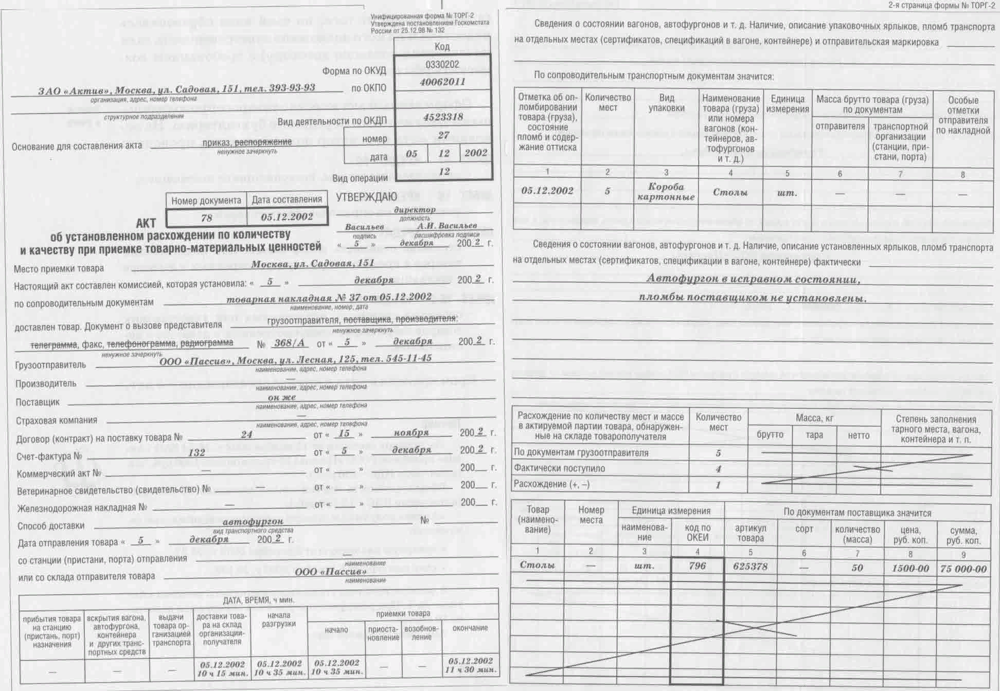 Унифицированная форма № ТОРГ-2
Утверждена постановлением Госкомстата
России от 25.12.98 № 132
Код
Форма по ОКУД 0330202
ЗАО «Актив», Москва, ул. Садовая, 151, тел. 393-93-93 по ОКПО 40062011
организация, адрес, номер телефона
структурное подразделение
Вид деятельности по ОКДП 4523318
Основание для составления акта приказ, распоряжение номер 27
ненужное зачеркнуть
дата 05 12 2002
Вид операции 12
Номер документа Дата составления
78 05.12.2002
УТВЕРЖДАЮ
директор
должность
Васильев А.И. Васильев
подпись расшифровка подписи
« 5 » декабря 200 2 г.
АКТ
об установленном расхождении по количеству
и качеству при приемке товарно-материальных ценностей
Место приемки товара Москва, ул. Садовая, 151
Настоящий акт составлен комиссией, которая установила: « 5 » декабря 200 2 г.
по сопроводительным документам товарная накладная № 37 от 05.12.2002
наименование, номер, дата
доставлен товар. Документ о вызове представителя грузоотправителя, поставщика, производителя:
ненужное зачеркнуть
телеграмма, факс, телефонограмма, радиограмма № 368/А от « 5 » декабря 200 2 г.
ненужное зачеркнуть
Грузоотправитель ООО «Пассив», Москва, ул. Лесная, 125, тел. 545-11-45
наименование, адрес, номер телефона
Производитель —
наименование, адрес, номер телефона
Поставщик он же
наименование, адрес, номер телефона
Страховая компания —
наименование, адрес, номер телефона
Договор (контракт) на поставку товара № 24 от « 15 » ноября 200 2 г.
Счет-фактура № 132 от « 5 » декабря 200 2 г.
Коммерческий акт № — от « » 200 г.
Ветеринарное свидетельство (свидетельство) № — от « » 200 г.
Железнодорожная накладная № — от « » 200 г.
Способ доставки автофургон №
вид транспортного средства
Дата отправления товара « 5 » декабря 200 2 г.
со станции (пристани, порта) отправления —
наименование
или со склада отправителя товара ООО «Пассив»
наименование
ДАТА, ВРЕМЯ, ч мин.
прибытия товара на станцию (пристань, порт) назначения
вскрытия вагона, автофургона, контейнера и других транспортных средств
выдачи товара организацией транспорта
доставки товара на склад организации-получателя
начала разгрузки
приемки товара
начало приоста-новление возобнов-ление окончание
— — — 05.12.2002 05.12.2002 05.12.2002 — — 05.12.2002
10 ч 15 мин. 10 ч 35 мин. 10 ч 35 мин. 11 ч 30 мин.
2-я страница формы № ТОРГ-2
Сведения о состоянии вагонов, автофургонов и т. д. Наличие, описание упаковочных ярлыков, пломб транспорта
на отдельных местах (сертификатов, спецификаций в вагоне, контейнере) и отправительская маркировка
По сопроводительным транспортным документам значится:
Отметка об опломбировании товара (груза), состояние пломб и содержание оттиска
Количество мест
Вид упаковки
Наименование товара (груза) или номера вагонов (контейнеров, автофургонов и т. д.)
Единица измерения
Масса брутто товара (груза) по документам
отправителя
транспортной организации (станции, пристани, порта)
Особые отметки отправителя по накладной
1 2 3 4 5 6 7 8
05.12.2002 5 Короба картонные Столы шт. — — —
Сведения о состоянии вагонов, автофургонов и т. д. Наличие, описание установленных ярлыков, пломб транспорта
на отдельных местах (сертификатов, спецификации в вагоне, контейнере) фактически
Автофургон в исправном состоянии,
пломбы поставщиком не установлены.
Расхождение по количеству мест и массе в актируемой партии товара, обнаруженные на складе товарополучателя
Количество мест
Масса, кг
брутто тара нетто
Степень заполнения тарного места, вагона, контейнера и т. п.
По документам грузоотправителя 5
Фактически поступило 4
Расхождение (+, –) 1
Товар (наименование)
Номер места
Единица измерения
наименование
код по ОКЕИ
По документам поставщика значится
артикул товара
сорт
количество (масса)
цена, руб. коп.
сумма, руб. коп.
1 2 3 4 5 6 7 8 9
Столы — шт. 796 625378 — 50 1500-00 75 000-00